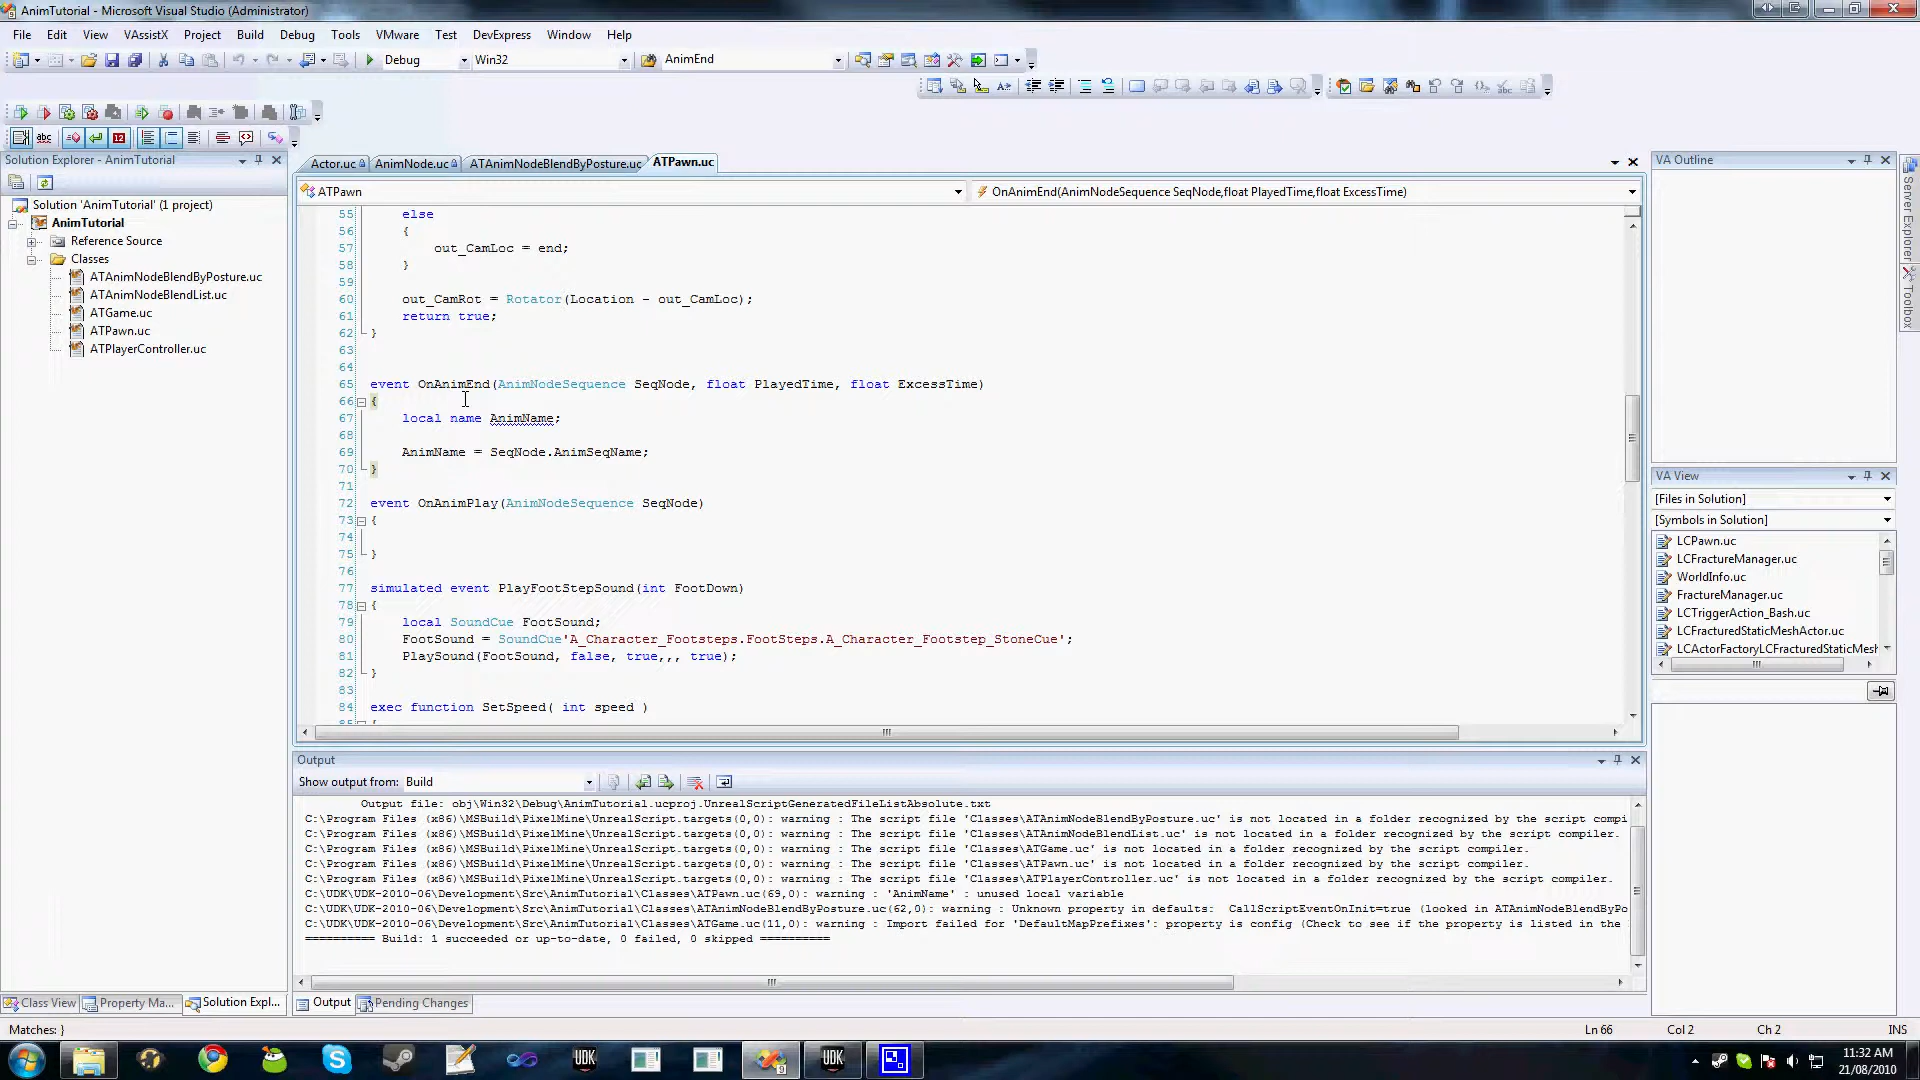 AnimTutorial - Microsoft Visual Studio (Administrator)
File Edit View VAssistX Project Build Debug Tools VMware Test DevExpress Window Help
Debug Win32 AnimEnd
Solution Explorer - AnimTutorial
Solution 'AnimTutorial' (1 project)
AnimTutorial
Reference Source
Classes
ATAnimNodeBlendByPosture.uc
ATAnimNodeBlendList.uc
ATGame.uc
ATPawn.uc
ATPlayerController.uc
Class View Property Ma... Solution Expl...
Actor.uc AnimNode.uc ATAnimNodeBlendByPosture.uc ATPawn.uc
ATPawn OnAnimEnd(AnimNodeSequence SeqNode,float PlayedTime,float ExcessTime)
55 else
56 {
57 out_CamLoc = end;
58 }
59
60 out_CamRot = Rotator(Location - out_CamLoc);
61 return true;
62 }
63
64
65 event OnAnimEnd(AnimNodeSequence SeqNode, float PlayedTime, float ExcessTime)
66 {
67 local name AnimName;
68
69 AnimName = SeqNode.AnimSeqName;
70 }
71
72 event OnAnimPlay(AnimNodeSequence SeqNode)
73 {
74
75 }
76
77 simulated event PlayFootStepSound(int FootDown)
78 {
79 local SoundCue FootSound;
80 FootSound = SoundCue'A_Character_Footsteps.FootSteps.A_Character_Footstep_StoneCue';
81 PlaySound(FootSound, false, true,,, true);
82 }
83
84 exec function SetSpeed( int speed )
85 {
Output
Show output from: Build
Output file: obj\Win32\Debug\AnimTutorial.ucproj.UnrealScriptGeneratedFileListAbsolute.txt
C:\Program Files (x86)\MSBuild\PixelMine\UnrealScript.targets(0,0): warning : The script file 'Classes\ATAnimNodeBlendByPosture.uc' is not located in a folder recognized by the script compi
C:\Program Files (x86)\MSBuild\PixelMine\UnrealScript.targets(0,0): warning : The script file 'Classes\ATAnimNodeBlendList.uc' is not located in a folder recognized by the script compiler.
C:\Program Files (x86)\MSBuild\PixelMine\UnrealScript.targets(0,0): warning : The script file 'Classes\ATGame.uc' is not located in a folder recognized by the script compiler.
C:\Program Files (x86)\MSBuild\PixelMine\UnrealScript.targets(0,0): warning : The script file 'Classes\ATPawn.uc' is not located in a folder recognized by the script compiler.
C:\Program Files (x86)\MSBuild\PixelMine\UnrealScript.targets(0,0): warning : The script file 'Classes\ATPlayerController.uc' is not located in a folder recognized by the script compiler.
C:\UDK\UDK-2010-06\Development\Src\AnimTutorial\Classes\ATPawn.uc(69,0): warning : 'AnimName' : unused local variable
C:\UDK\UDK-2010-06\Development\Src\AnimTutorial\Classes\ATAnimNodeBlendByPosture.uc(62,0): warning : Unknown property in defaults:  CallScriptEventOnInit=true (looked in ATAnimNodeBlendByPo
C:\UDK\UDK-2010-06\Development\Src\AnimTutorial\Classes\ATGame.uc(11,0): warning : Import failed for 'DefaultMapPrefixes': property is config (Check to see if the property is listed in the
========== Build: 1 succeeded or up-to-date, 0 failed, 0 skipped ==========
Output Pending Changes
VA Outline
VA View
[Files in Solution]
[Symbols in Solution]
LCPawn.uc
LCFractureManager.uc
WorldInfo.uc
FractureManager.uc
LCTriggerAction_Bash.uc
LCFracturedStaticMeshActor.uc
LCActorFactoryLCFracturedStaticMesh
Server Explorer
Toolbox
Matches: } Ln 66 Col 2 Ch 2 INS
UDK UDK
11:32 AM
21/08/2010